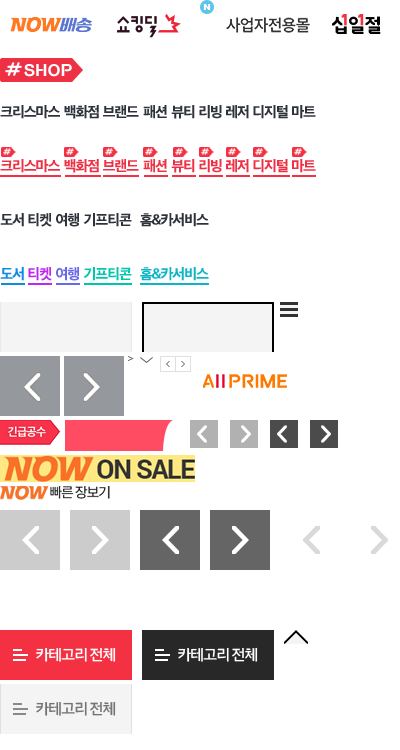 N
NOW배송 쇼킹딜 사업자전용몰 십일절
#SHOP
크리스마스 백화점 브랜드 패션 뷰티 리빙 레저 디지털 마트
# # # # # # # #
크리스마스 백화점 브랜드 패션 뷰티 리빙 레저 디지털 마트
도서 티켓 여행 기프티콘 홈&카서비스
도서 티켓 여행 기프티콘 홈&카서비스
All PRIME
긴급공수
NOW ON SALE
NOW 빠른 장보기
카테고리 전체 카테고리 전체
카테고리 전체